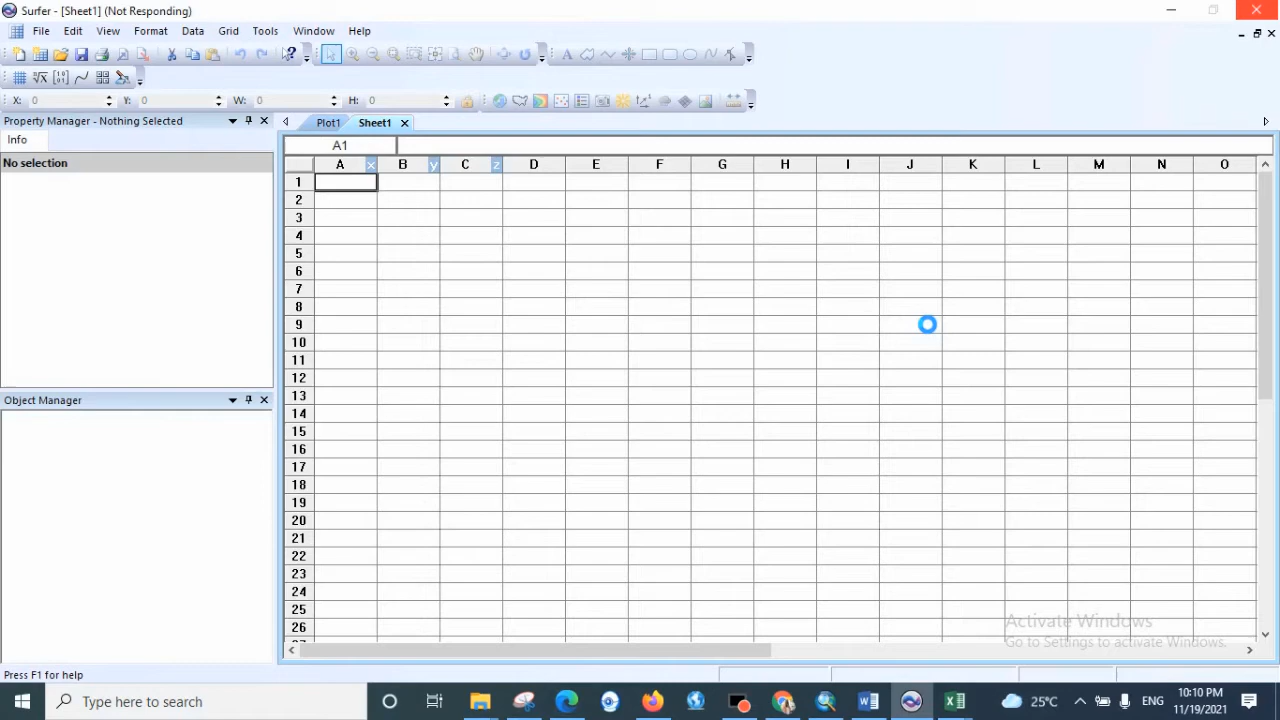 Surfer - [Sheet1] (Not Responding)
File Edit View Format Data Grid Tools Window Help
X: 0 Y: 0 W: 0 H: 0
Property Manager - Nothing Selected
Info
No selection
Object Manager
Plot1 Sheet1
A1
A x B y C z D E F G H I J K L M N O
1
2
3
4
5
6
7
8
9
10
11
12
13
14
15
16
17
18
19
20
21
22
23
24
25
26
Activate Windows
Go to Settings to activate Windows.
Press F1 for help
Type here to search
25°C
ENG
10:10 PM
11/19/2021